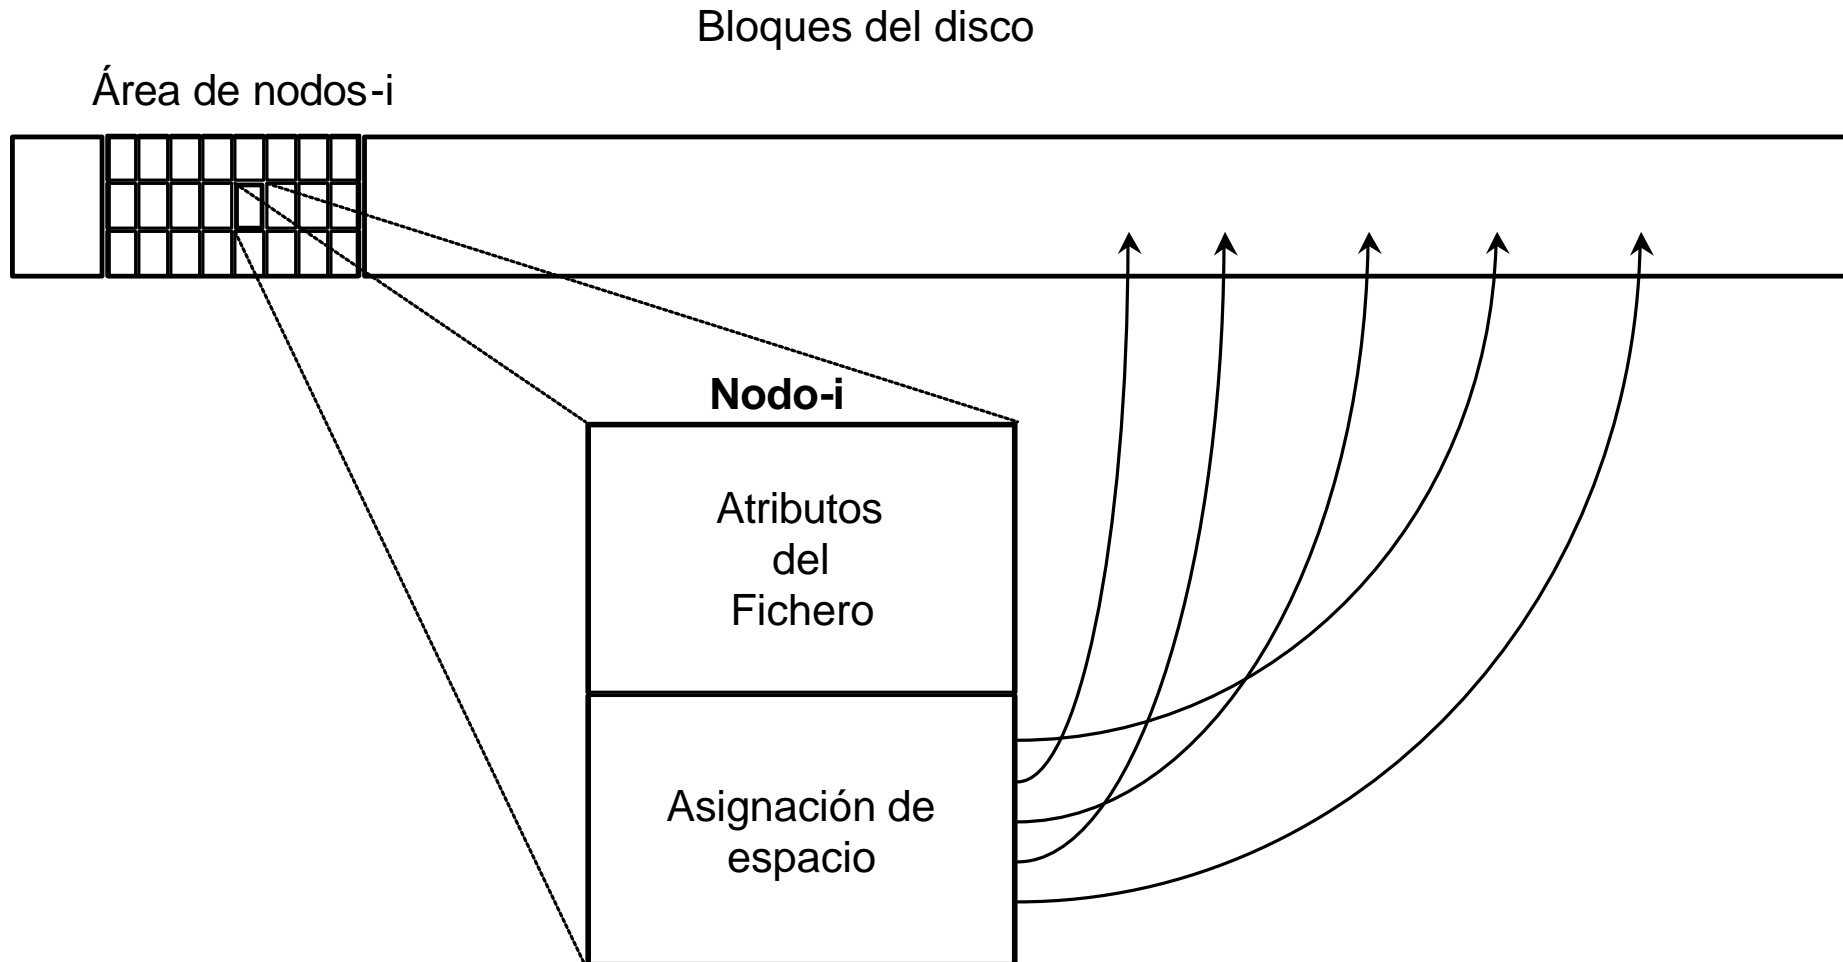 Bloques del disco
Área de nodos-i
Nodo-i
Atributos
del
Fichero
Asignación de
espacio